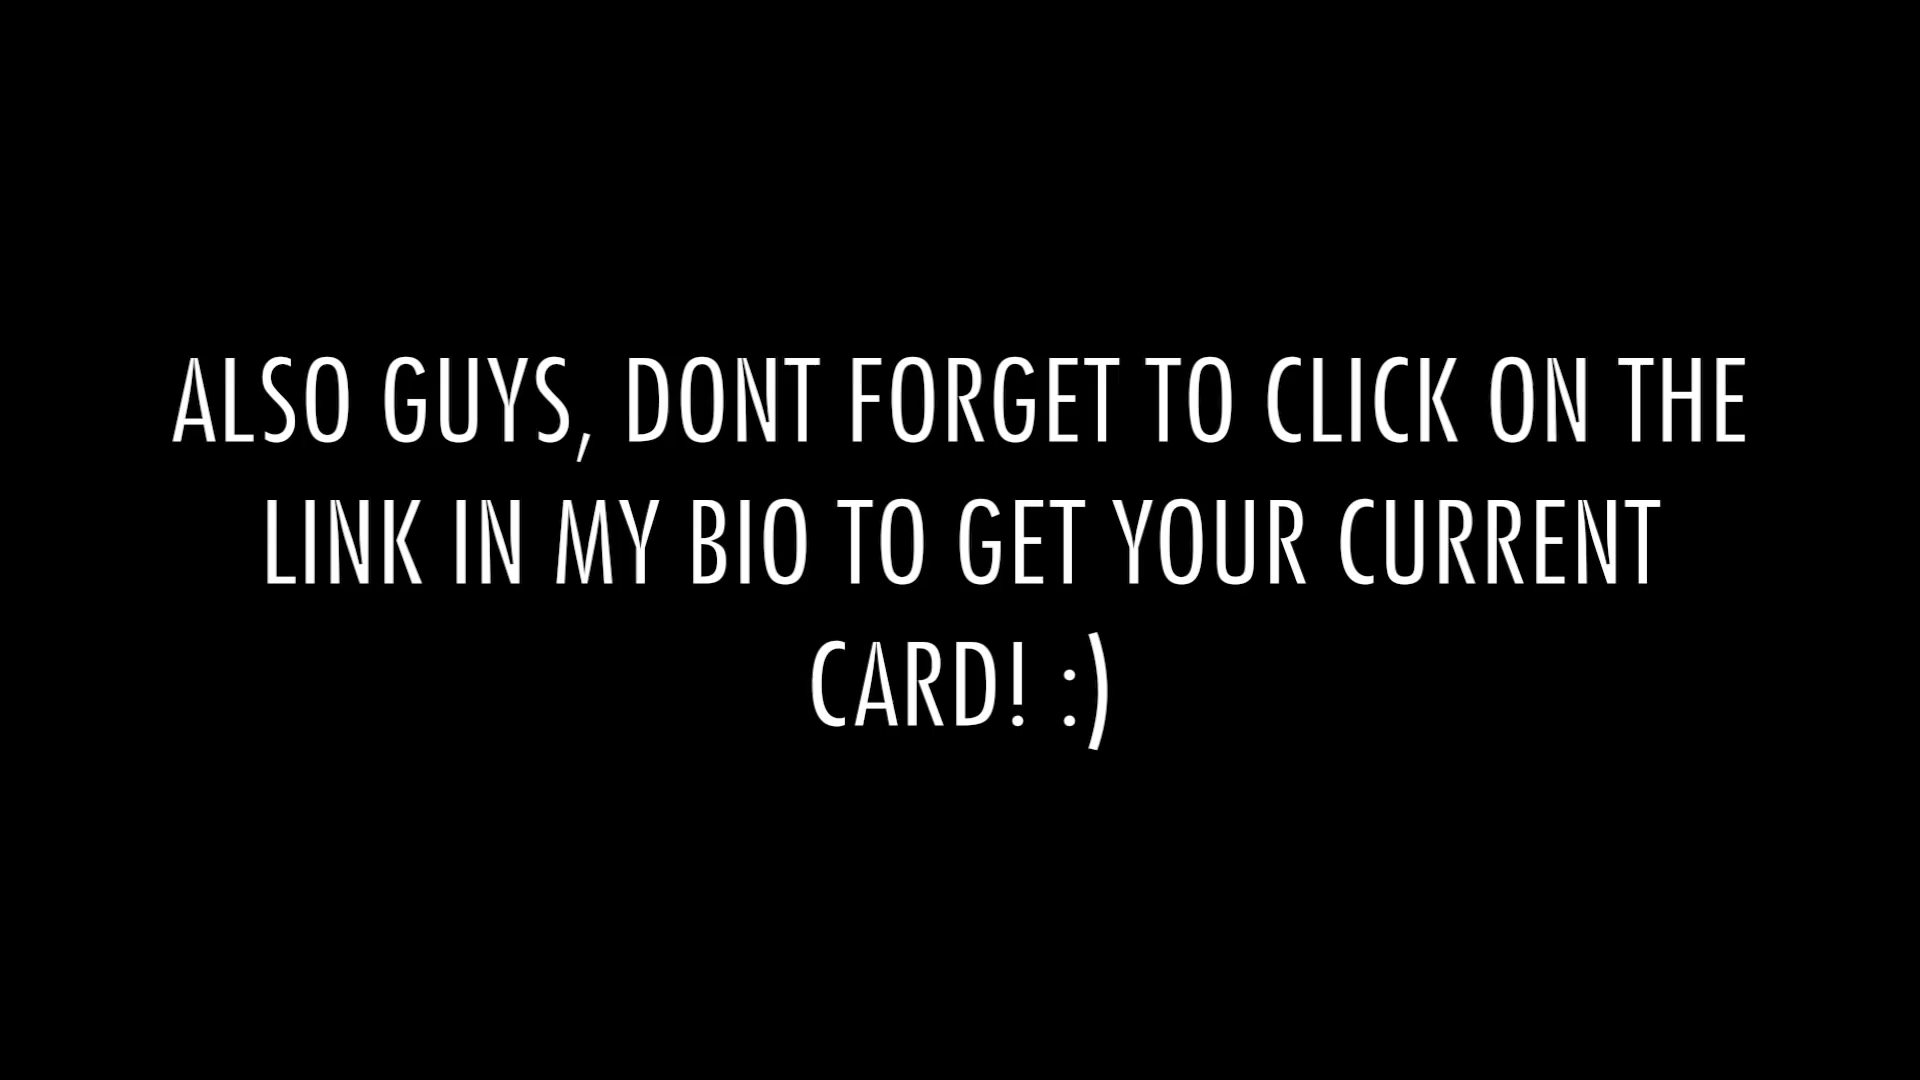 ALSO GUYS, DONT FORGET TO CLICK ON THE
LINK IN MY BIO TO GET YOUR CURRENT
CARD! :)